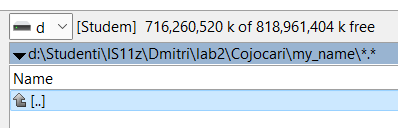 d [Studem] 716,260,520 k of 818,961,404 k free
d:\Studenti\IS11z\Dmitri\lab2\Cojocari\my_name\*.*
Name
[..]